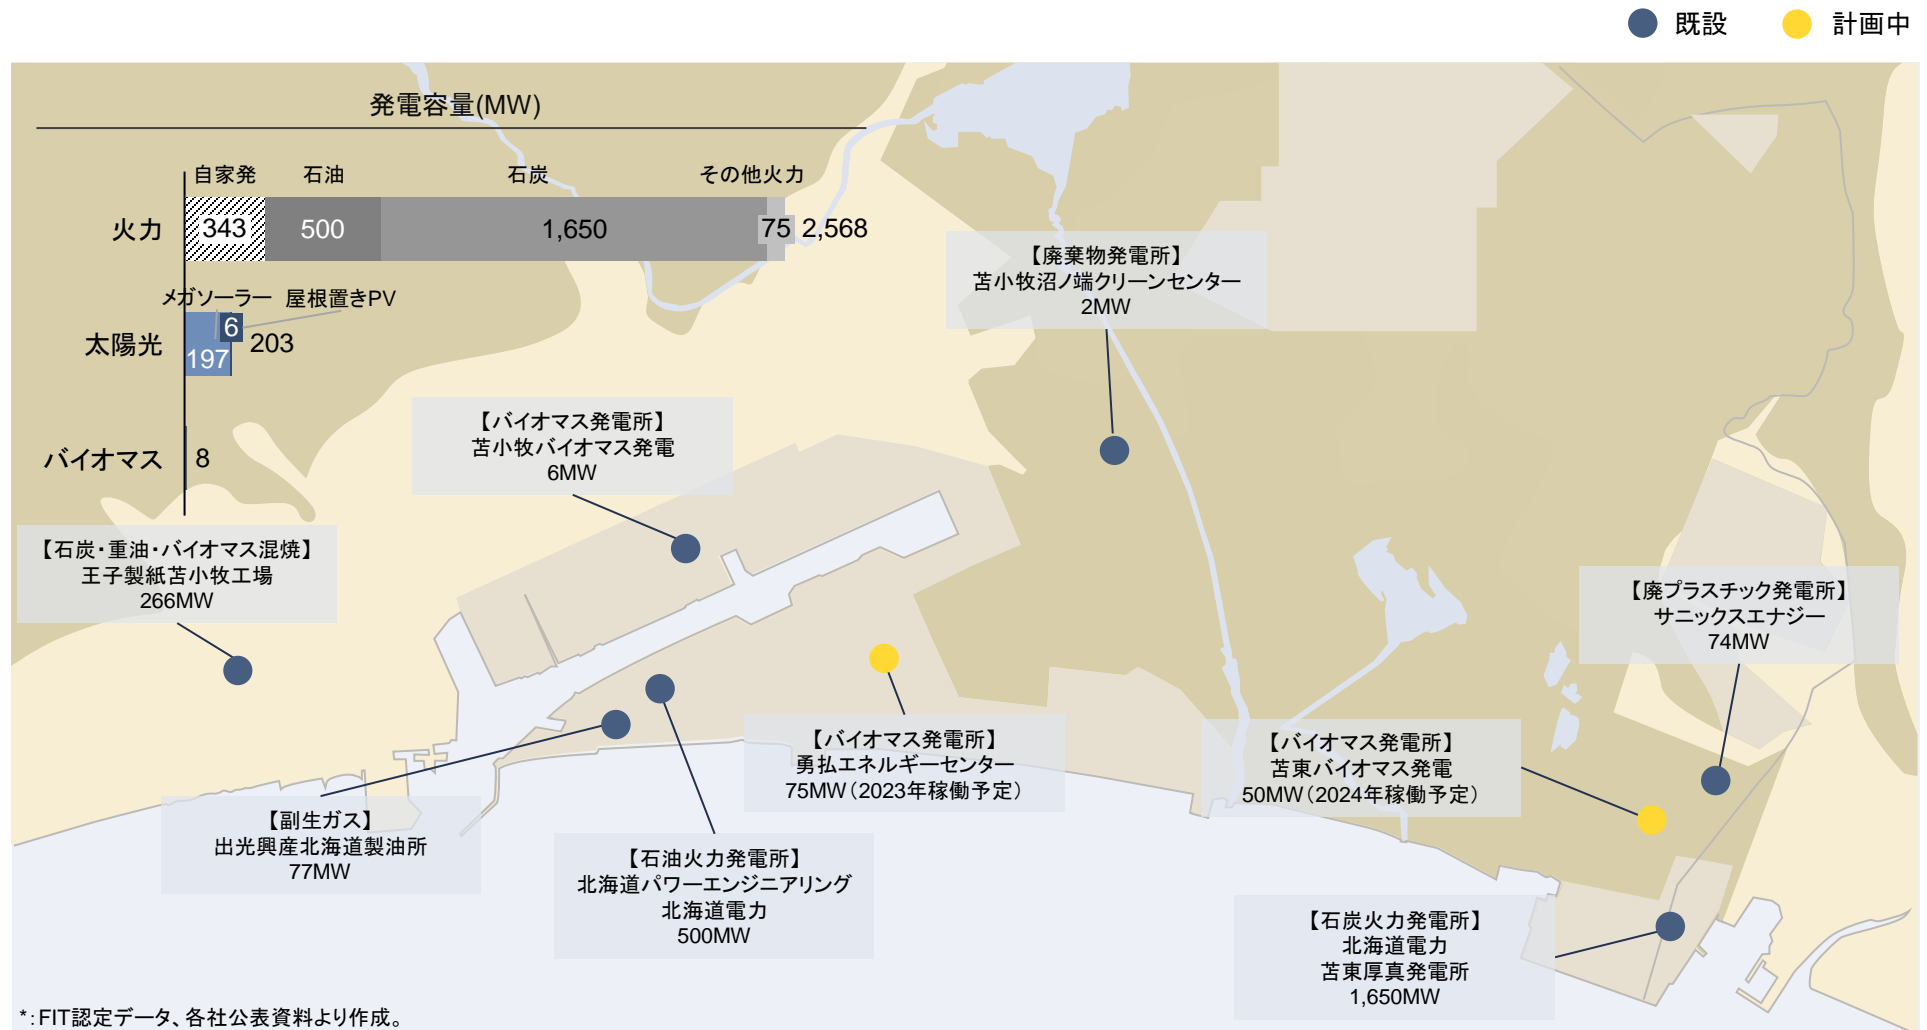 既設
計画中
発電容量(MW)
自家発
石油
石炭
その他火力
火力
343
500
1,650
75
2,568
メガソーラー
屋根置きPV
太陽光
6
197
203
バイオマス
8
【廃棄物発電所】
苫小牧沼ノ端クリーンセンター
2MW
【バイオマス発電所】
苫小牧バイオマス発電
6MW
【石炭・重油・バイオマス混焼】
王子製紙苫小牧工場
266MW
【廃プラスチック発電所】
サニックスエナジー
74MW
【バイオマス発電所】
勇払エネルギーセンター
75MW（2023年稼働予定）
【バイオマス発電所】
苫東バイオマス発電
50MW（2024年稼働予定）
【副生ガス】
出光興産北海道製油所
77MW
【石油火力発電所】
北海道パワーエンジニアリング
北海道電力
500MW
【石炭火力発電所】
北海道電力
苫東厚真発電所
1,650MW
*：FIT認定データ、各社公表資料より作成。